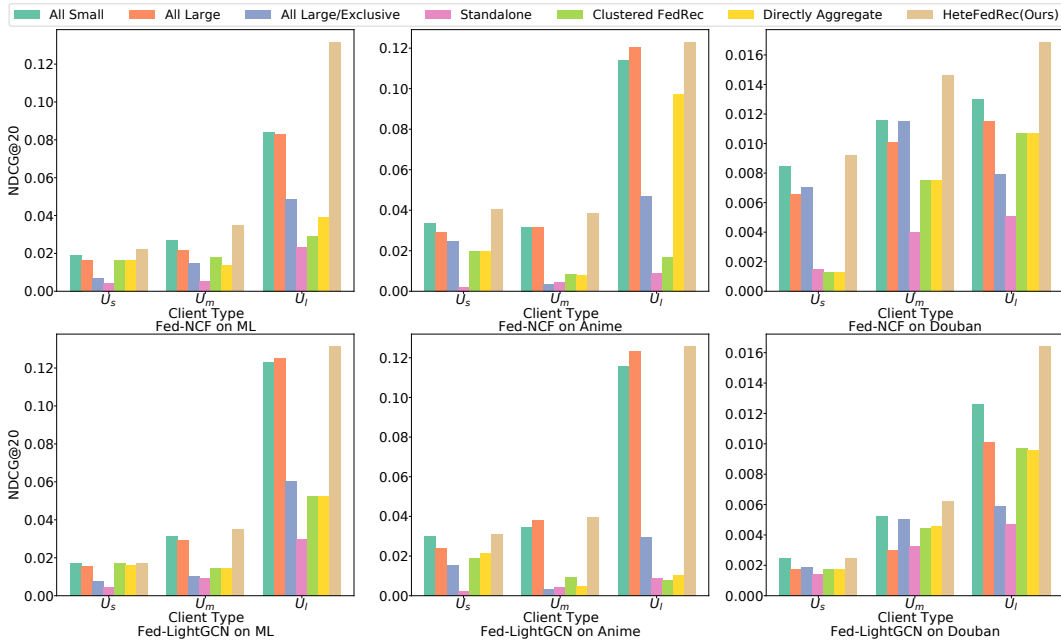 All Small All Large All Large/Exclusive Standalone Clustered FedRec Directly Aggregate HeteFedRec(Ours)
NDCG@20
0.12
0.10
0.08
0.06
0.04
0.02
0.00
U_s U_m U_l
Client Type
Fed-NCF on ML
0.12
0.10
0.08
0.06
0.04
0.02
0.00
U_s U_m U_l
Client Type
Fed-NCF on Anime
0.016
0.014
0.012
0.010
0.008
0.006
0.004
0.002
0.000
U_s U_m U_l
Client Type
Fed-NCF on Douban
NDCG@20
0.12
0.10
0.08
0.06
0.04
0.02
0.00
U_s U_m U_l
Client Type
Fed-LightGCN on ML
0.12
0.10
0.08
0.06
0.04
0.02
0.00
U_s U_m U_l
Client Type
Fed-LightGCN on Anime
0.016
0.014
0.012
0.010
0.008
0.006
0.004
0.002
0.000
U_s U_m U_l
Client Type
Fed-LightGCN on Douban